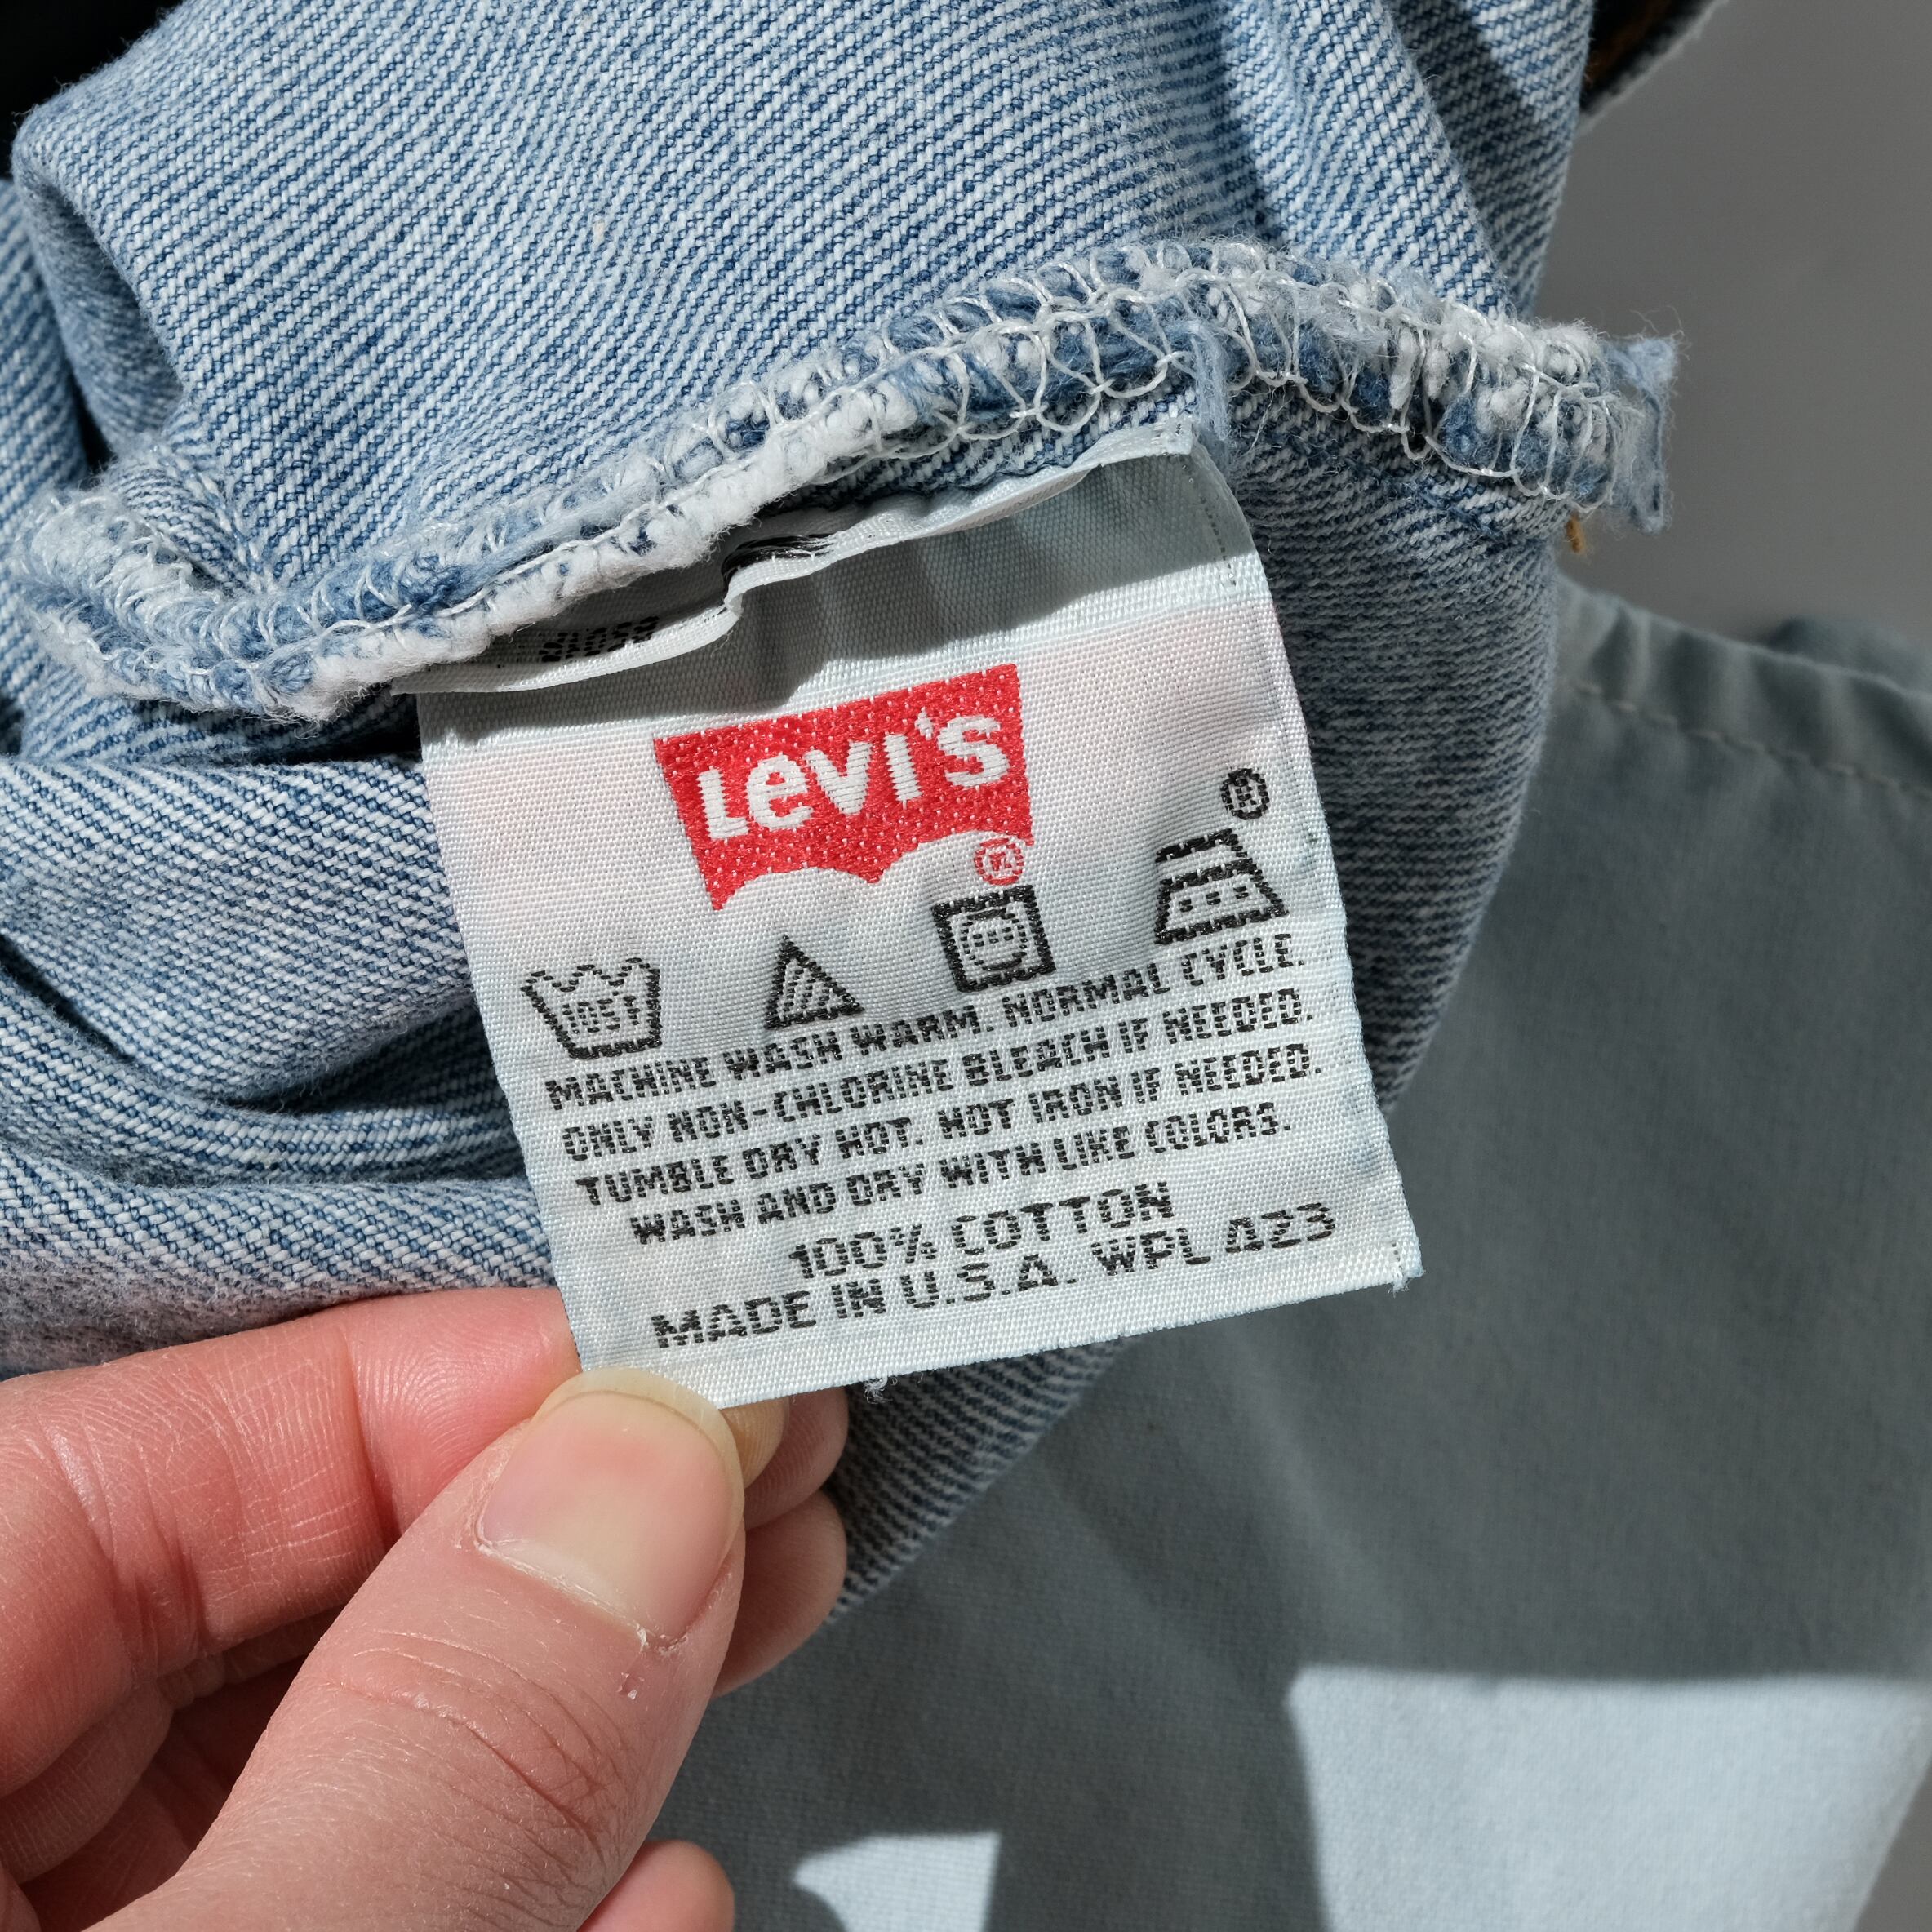 LEVI'S
®
®
105F
MACHINE WASH WARM. NORMAL CYCLE.
ONLY NON-CHLORINE BLEACH IF NEEDED.
TUMBLE DRY HOT. HOT IRON IF NEEDED.
WASH AND DRY WITH LIKE COLORS.
100% COTTON
MADE IN U.S.A. WPL 423